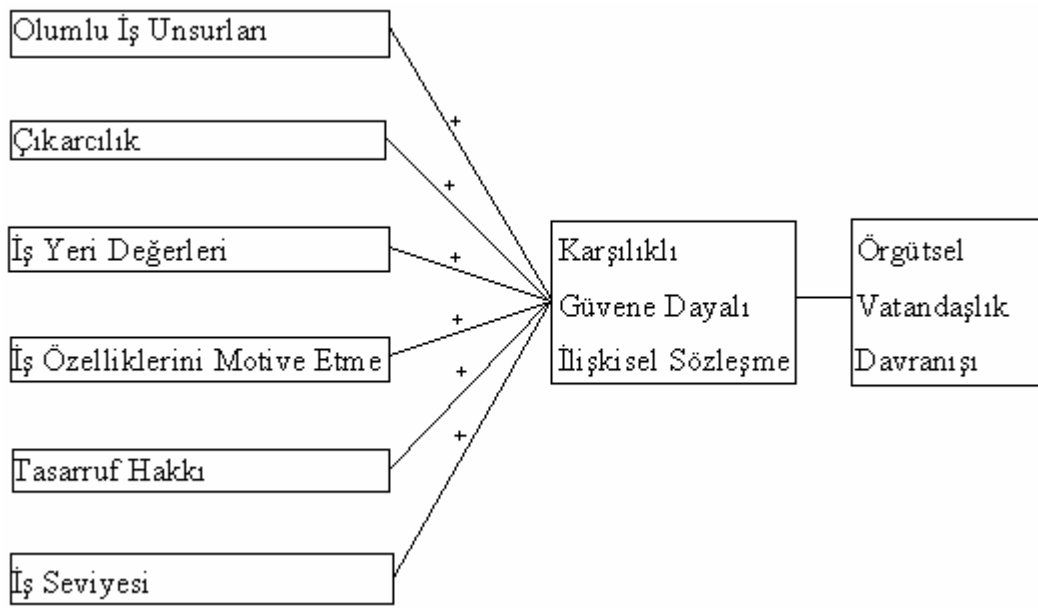 Olumlu İş Unsurları
+
Çıkarcılık
+
İş Yeri Değerleri
+
İş Özelliklerini Motive Etme
+
Tasarruf Hakkı
+
İş Seviyesi
+
Karşılıklı
Güvene Dayalı
İlişkisel Sözleşme
Örgütsel
Vatandaşlık
Davranışı